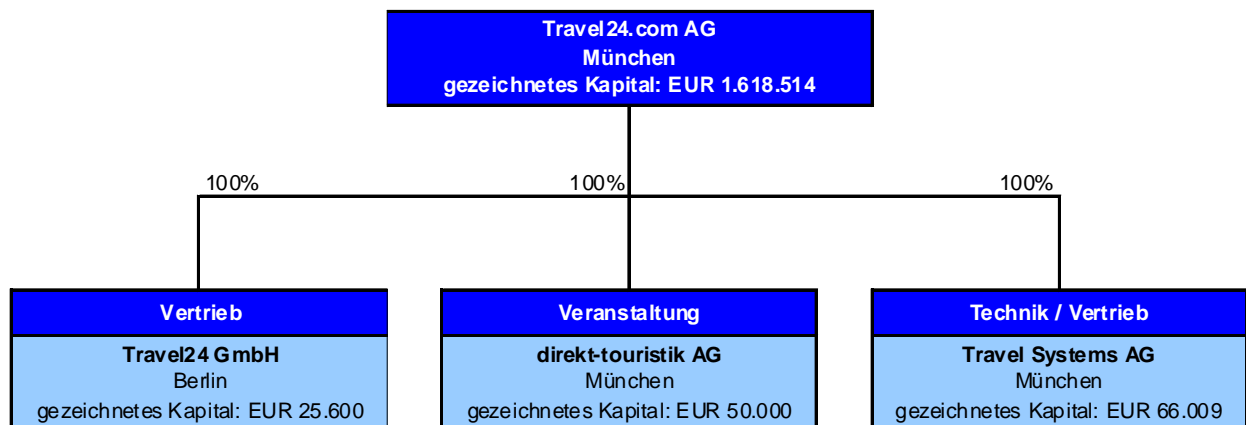 Travel24.com AG
München
gezeichnetes Kapital: EUR 1.618.514
100%
100%
100%
Vertrieb
Veranstaltung
Technik / Vertrieb
Travel24 GmbH
Berlin
gezeichnetes Kapital: EUR 25.600
direkt-touristik AG
München
gezeichnetes Kapital: EUR 50.000
Travel Systems AG
München
gezeichnetes Kapital: EUR 66.009